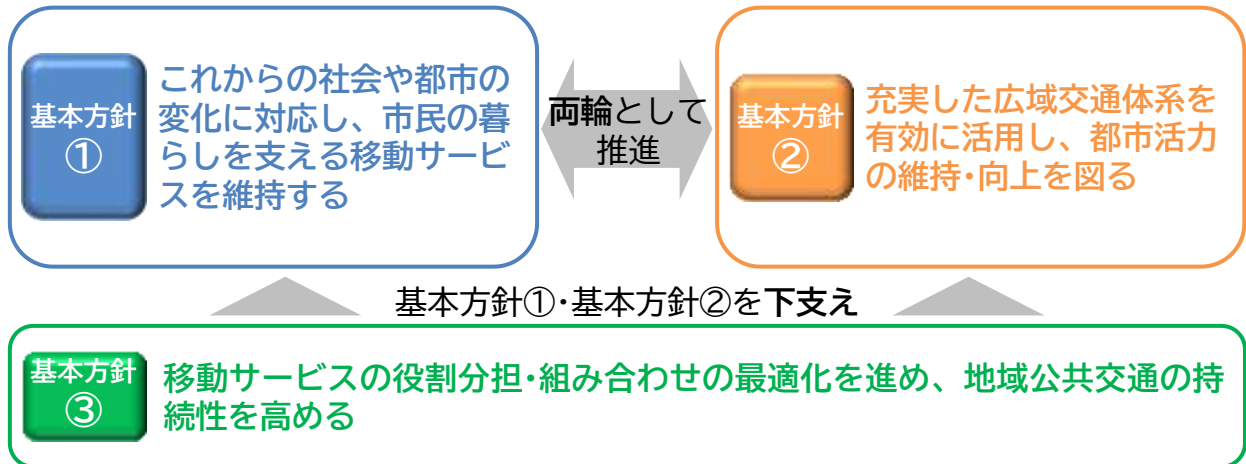 基本方針
①
これからの社会や都市の
変化に対応し、市民の暮
らしを支える移動サービ
スを維持する
両輪として
推進
基本方針
②
充実した広域交通体系を
有効に活用し、都市活力
の維持・向上を図る
基本方針①・基本方針②を下支え
基本方針
③
移動サービスの役割分担・組み合わせの最適化を進め、地域公共交通の持
続性を高める